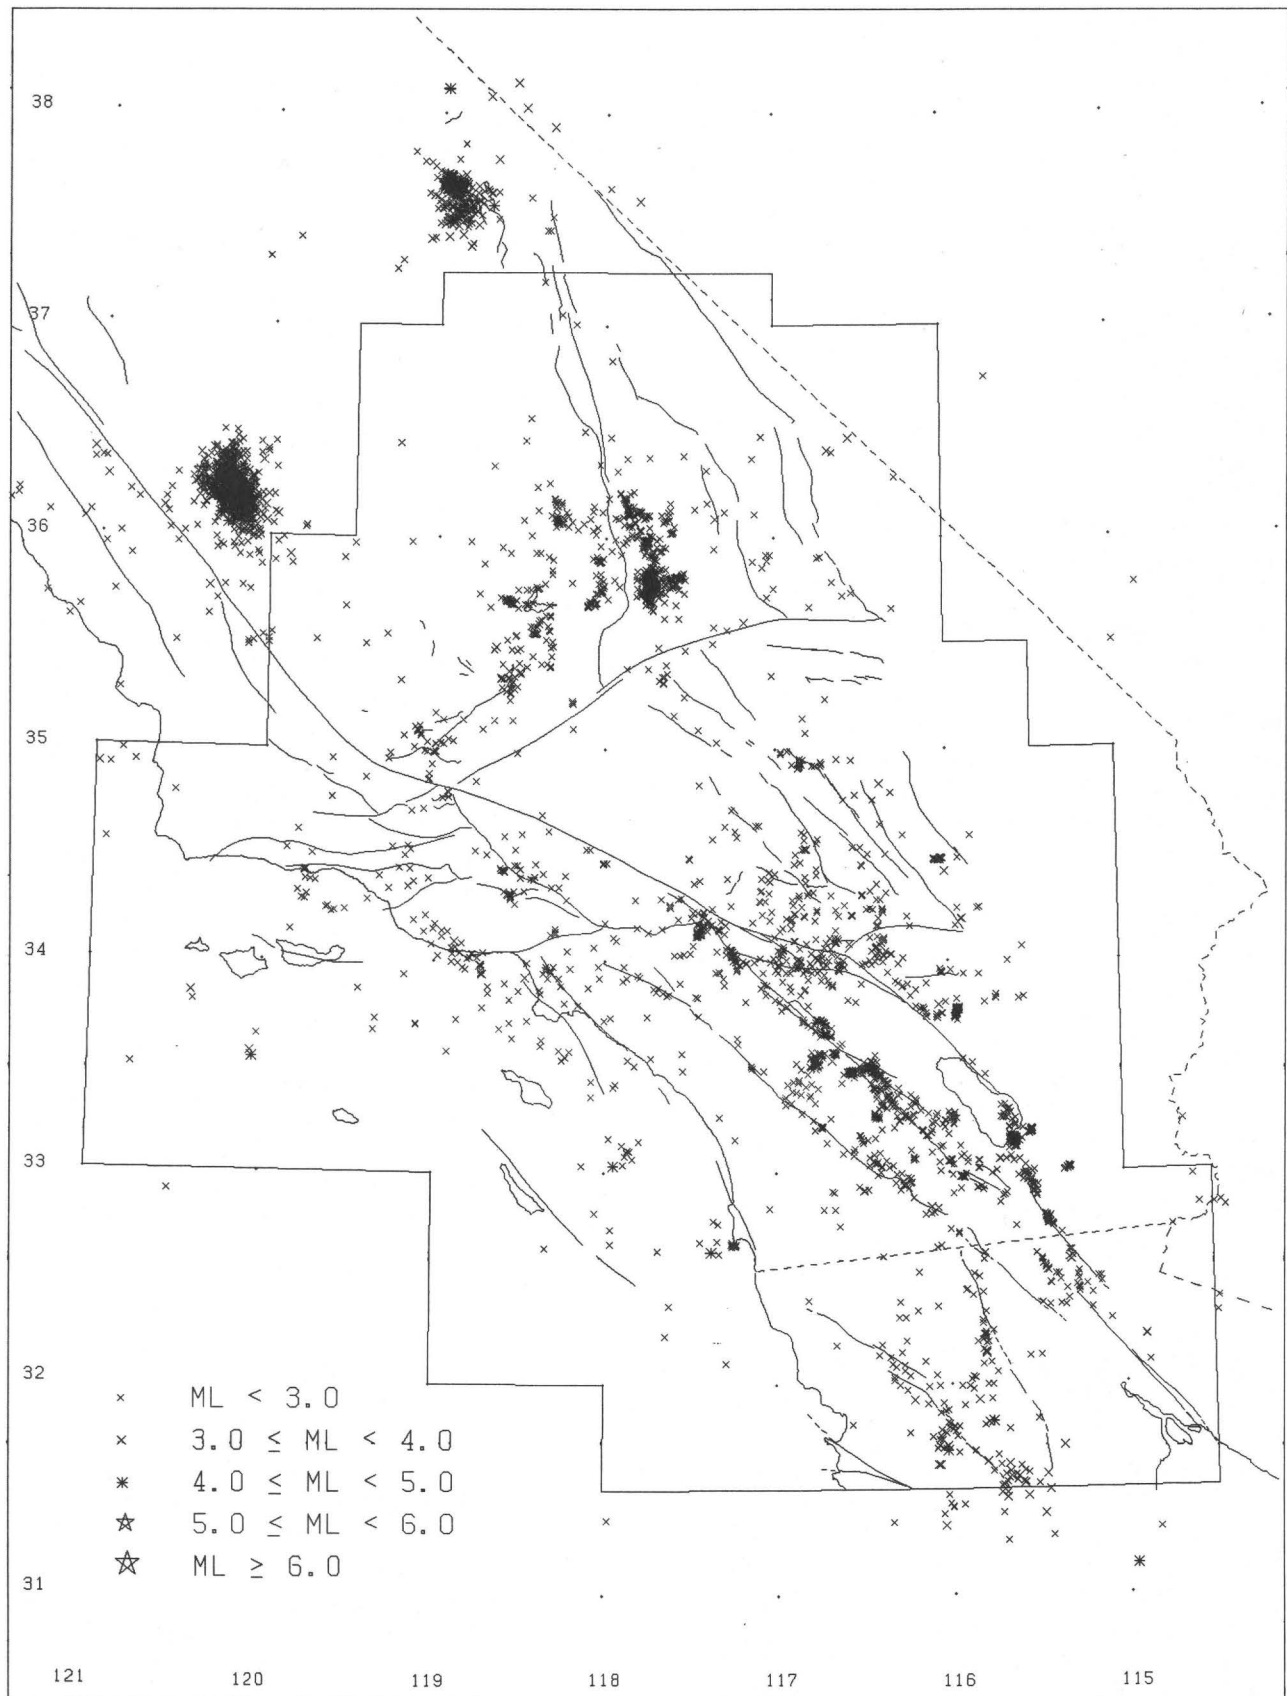 38
37
36
35
34
33
32
31
× ML < 3.0
× 3.0 ≤ ML < 4.0
* 4.0 ≤ ML < 5.0
☆ 5.0 ≤ ML < 6.0
☆ ML ≥ 6.0
121 120 119 118 117 116 115